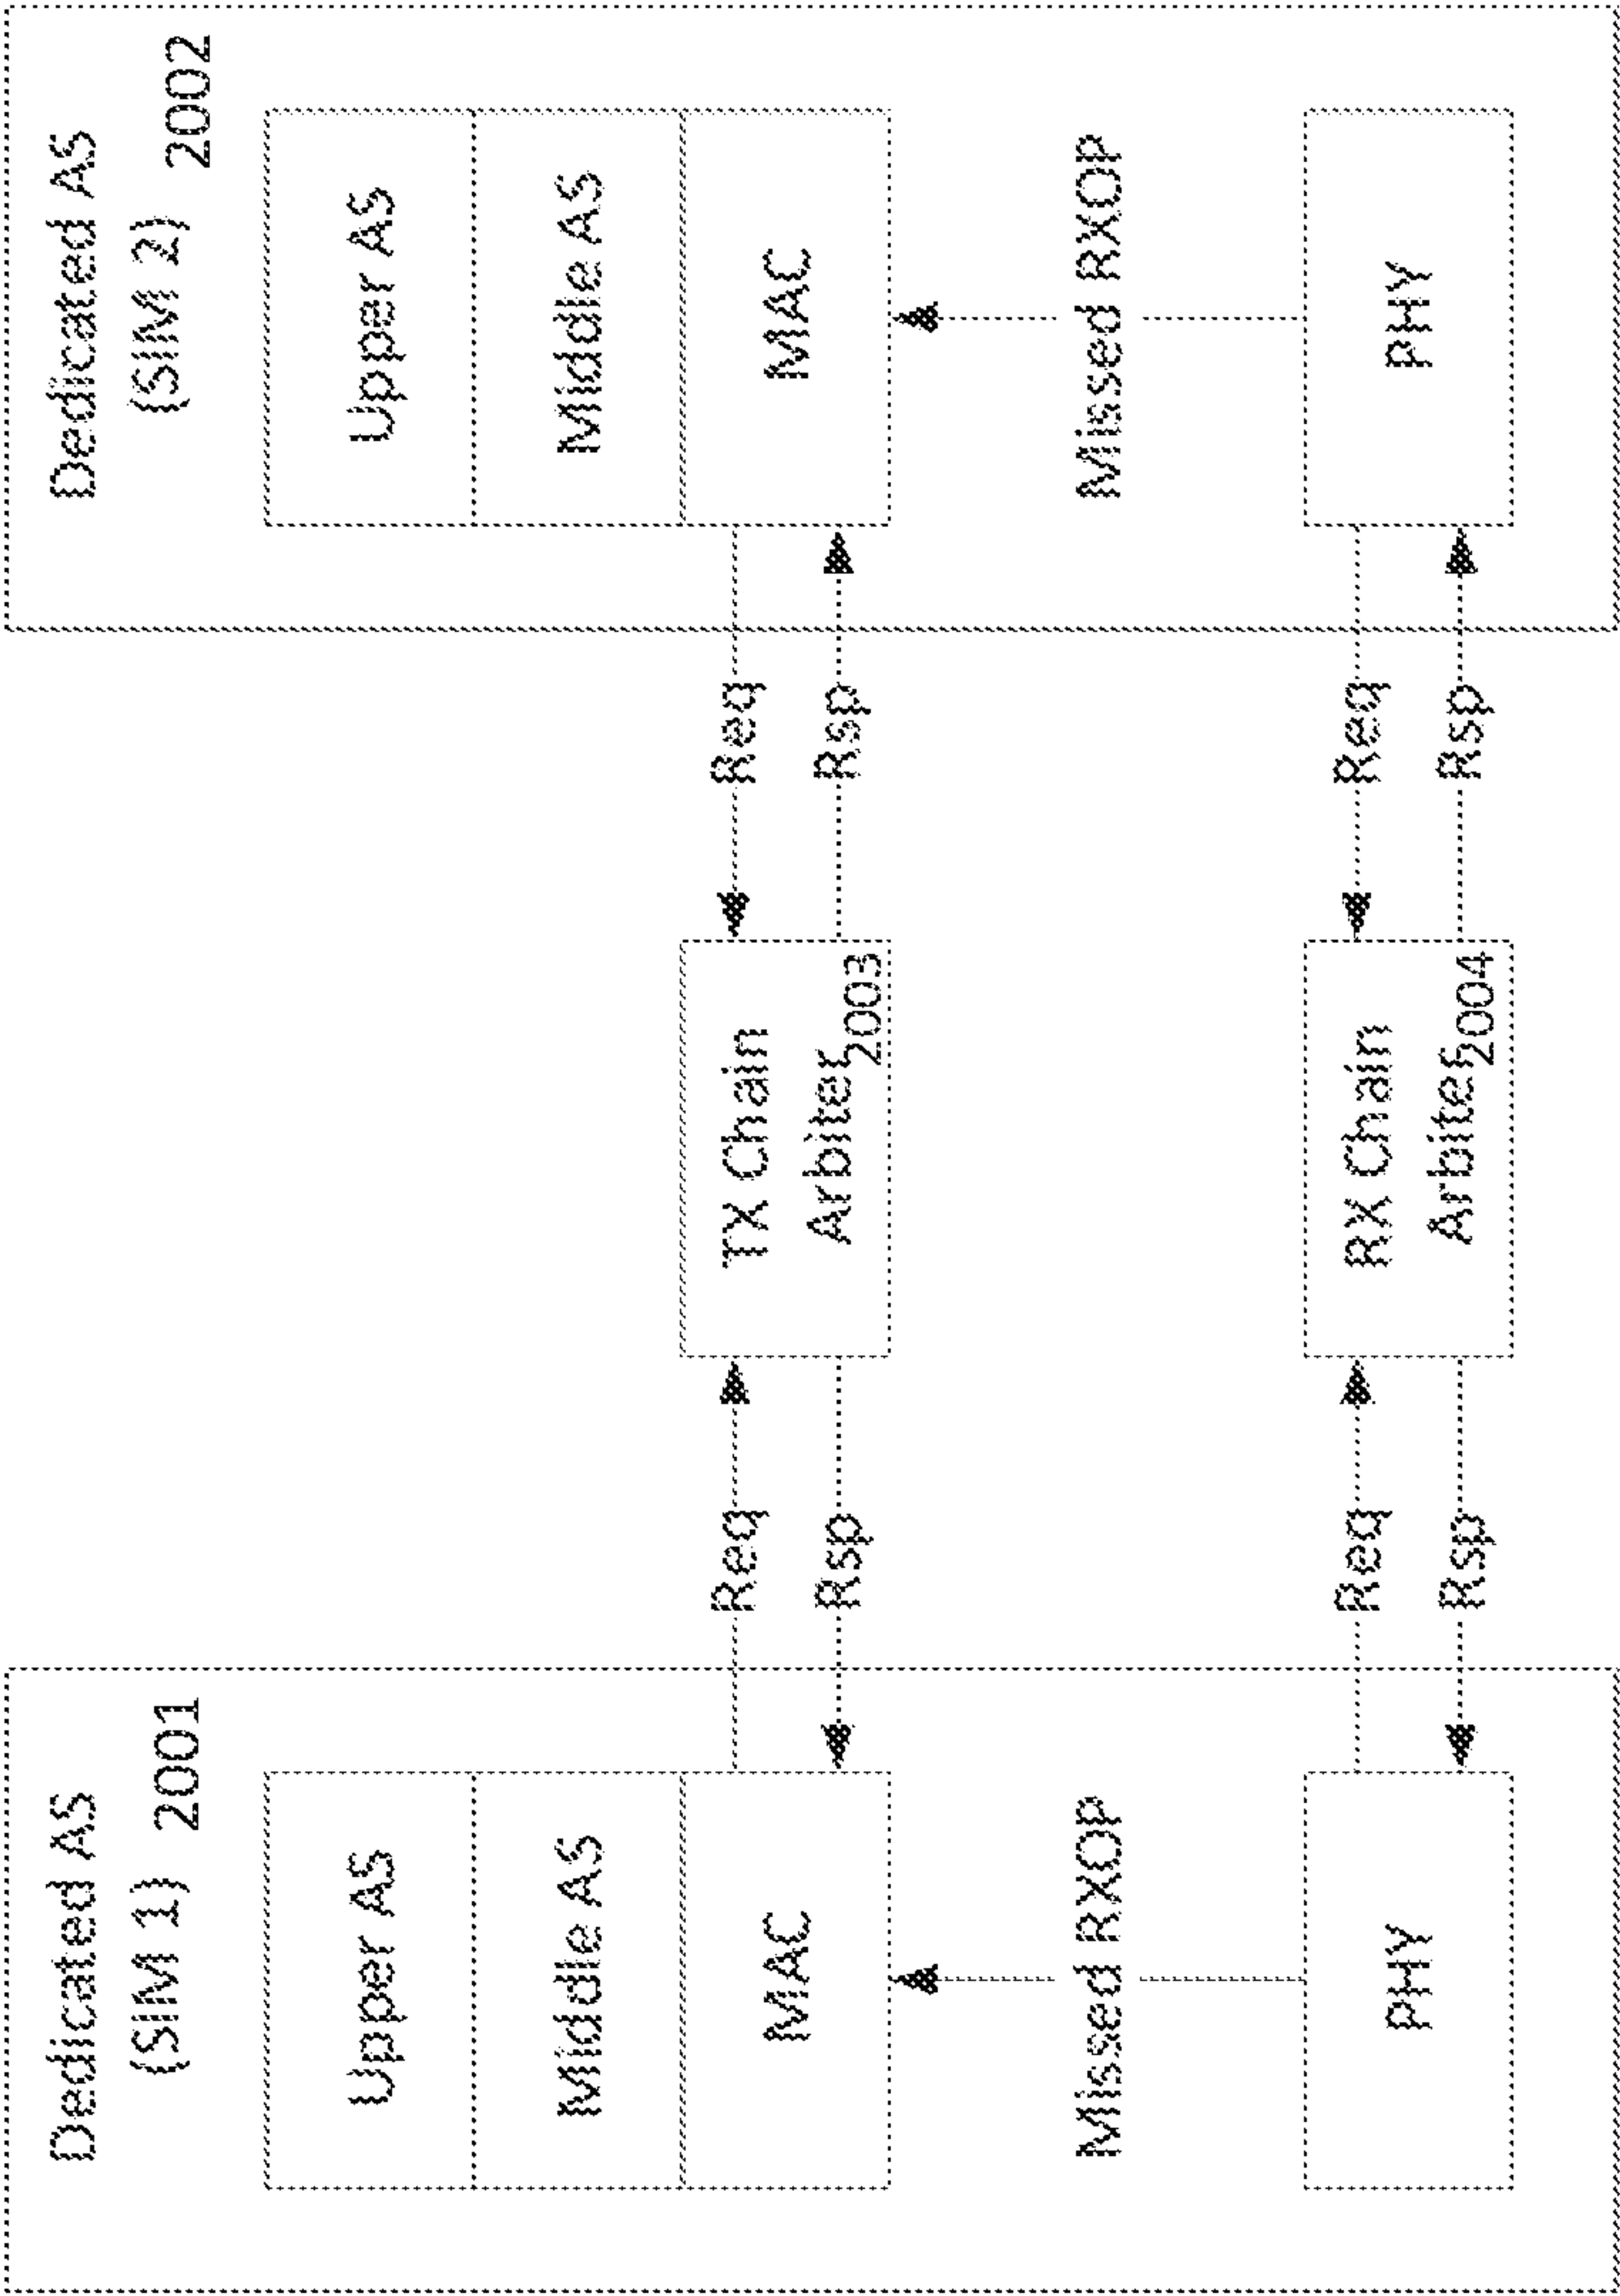 Dedicated AS
(SIM 1) 2001
Upper AS
Middle AS
MAC
Missed RXOP
PHY
Req
Rsp
Req
Rsp
TX Chain
Arbiter
2003
RX Chain
Arbiter
2004
Req
Rsp
Req
Rsp
Dedicated AS
(SIM 2) 2002
Upper AS
Middle AS
MAC
Missed RXOP
PHY